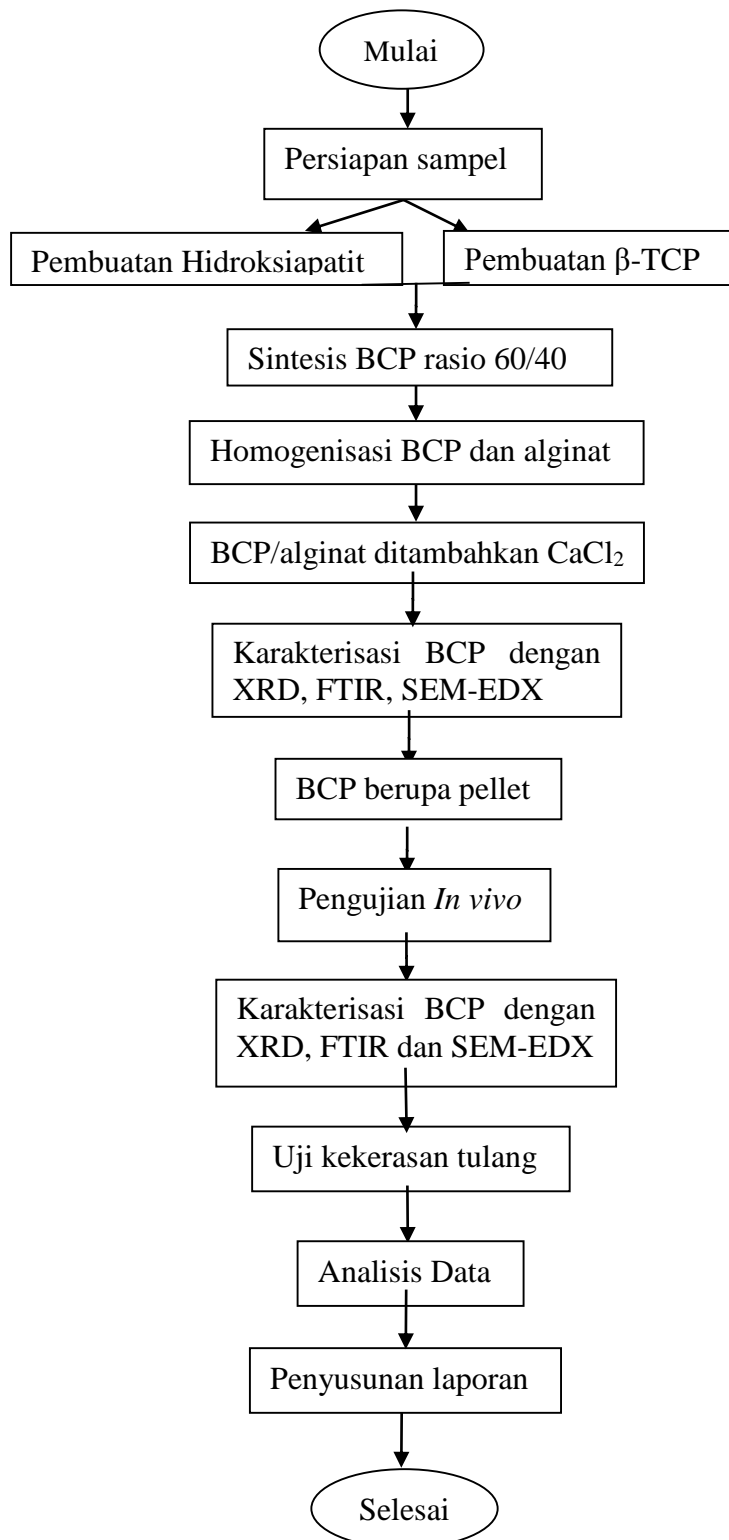 Mulai
Persiapan sampel
Pembuatan Hidroksiapatit
Pembuatan β-TCP
Sintesis BCP rasio 60/40
Homogenisasi BCP dan alginat
BCP/alginat ditambahkan CaCl₂
Karakterisasi BCP dengan
XRD, FTIR, SEM-EDX
BCP berupa pellet
Pengujian In vivo
Karakterisasi BCP dengan
XRD, FTIR dan SEM-EDX
Uji kekerasan tulang
Analisis Data
Penyusunan laporan
Selesai